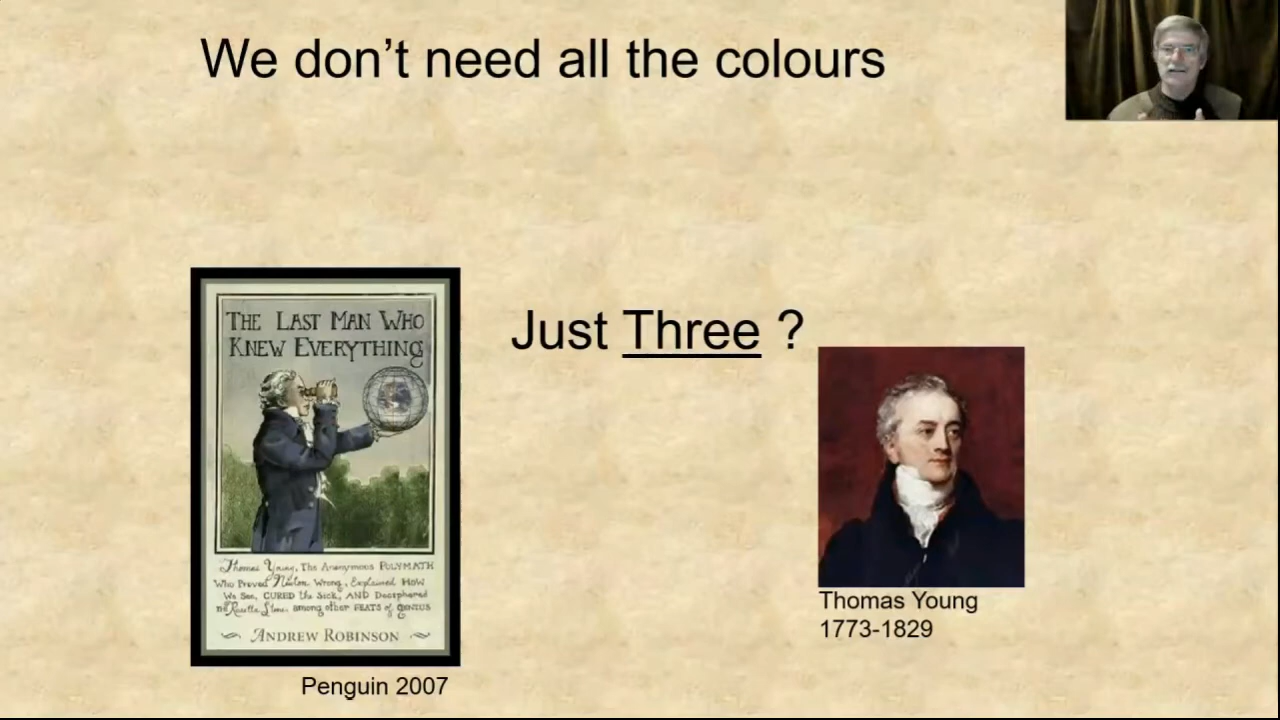 We don't need all the colours
Just Three ?
THE LAST MAN WHO
KNEW EVERYTHING
Thomas Young, The Anonymous POLYMATH
Who Proved Newton Wrong, Explained HOW
We See, CURED the Sick, AND Deciphered
the Rosetta Stone, among other FEATS of GENIUS
ANDREW ROBINSON
Penguin 2007
Thomas Young
1773-1829